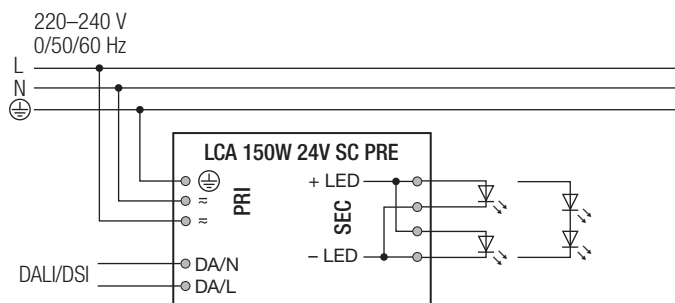 220–240 V
0/50/60 Hz
L
N
LCA 150W 24V SC PRE
PRI
≂
≂
+ LED
SEC
– LED
DALI/DSI
DA/N
DA/L